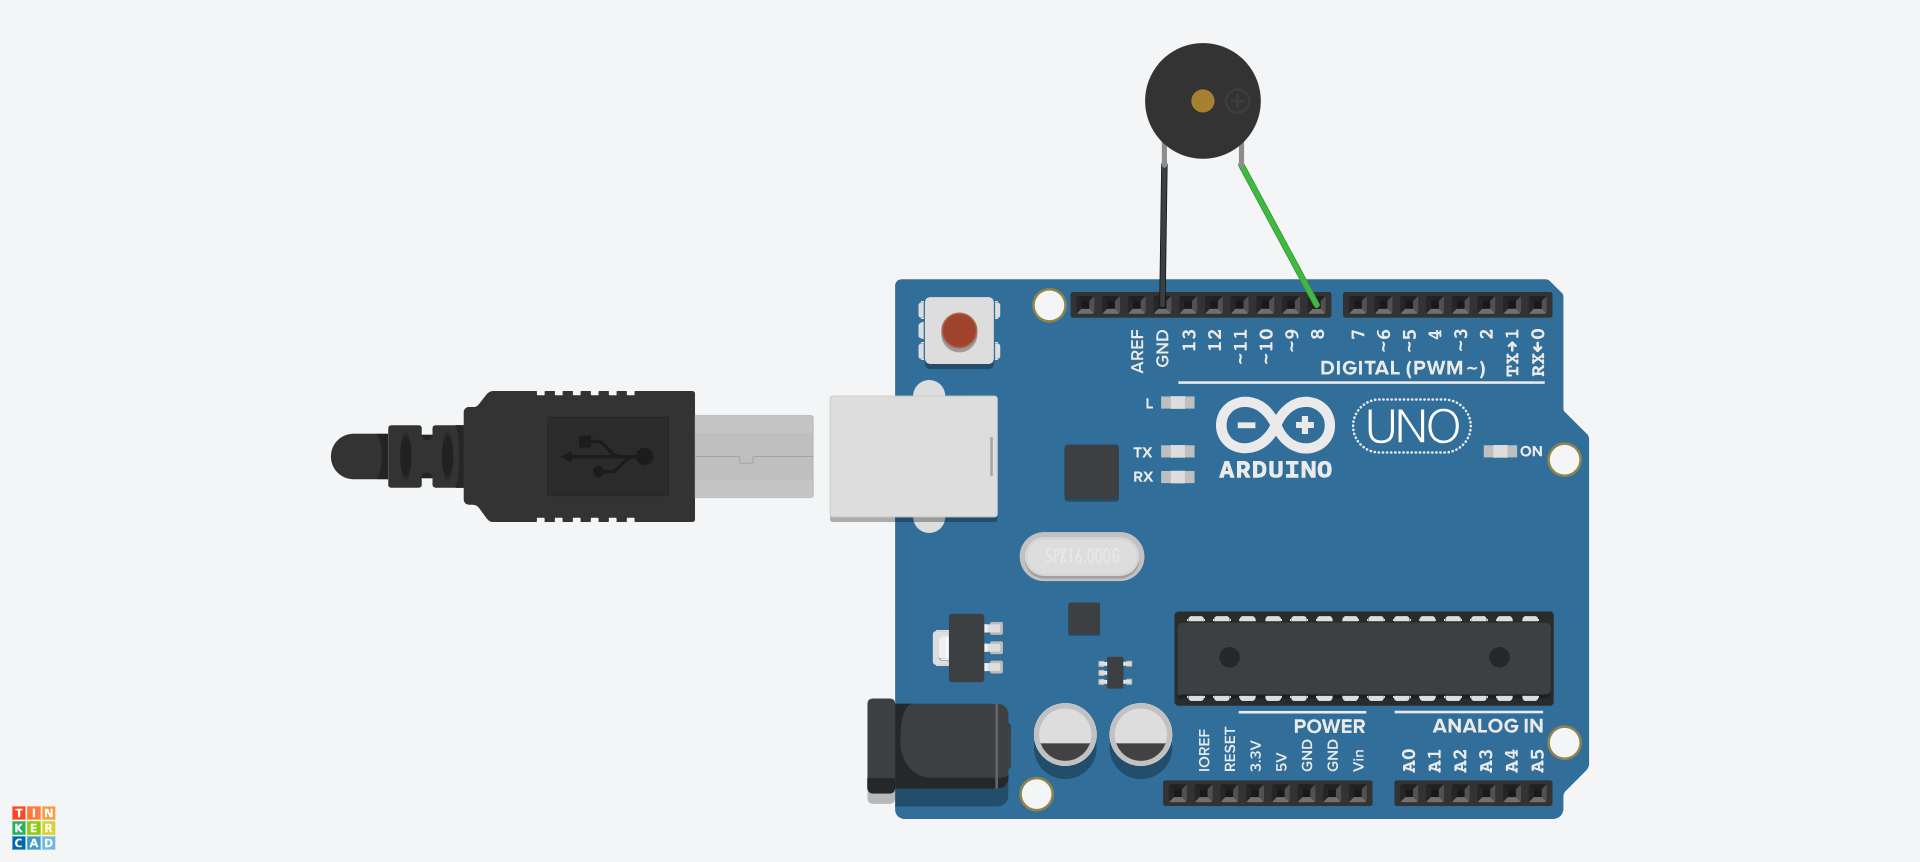 AREF
GND
13
12
~11
~10
~9
8
7
~6
~5
4
~3
2
TX→1
RX←0
DIGITAL (PWM~)
L
TX
RX
ARDUINO
UNO
ON
SPK16.000G
POWER
ANALOG IN
IOREF
RESET
3.3V
5V
GND
GND
Vin
A0
A1
A2
A3
A4
A5
TIN
KER
CAD